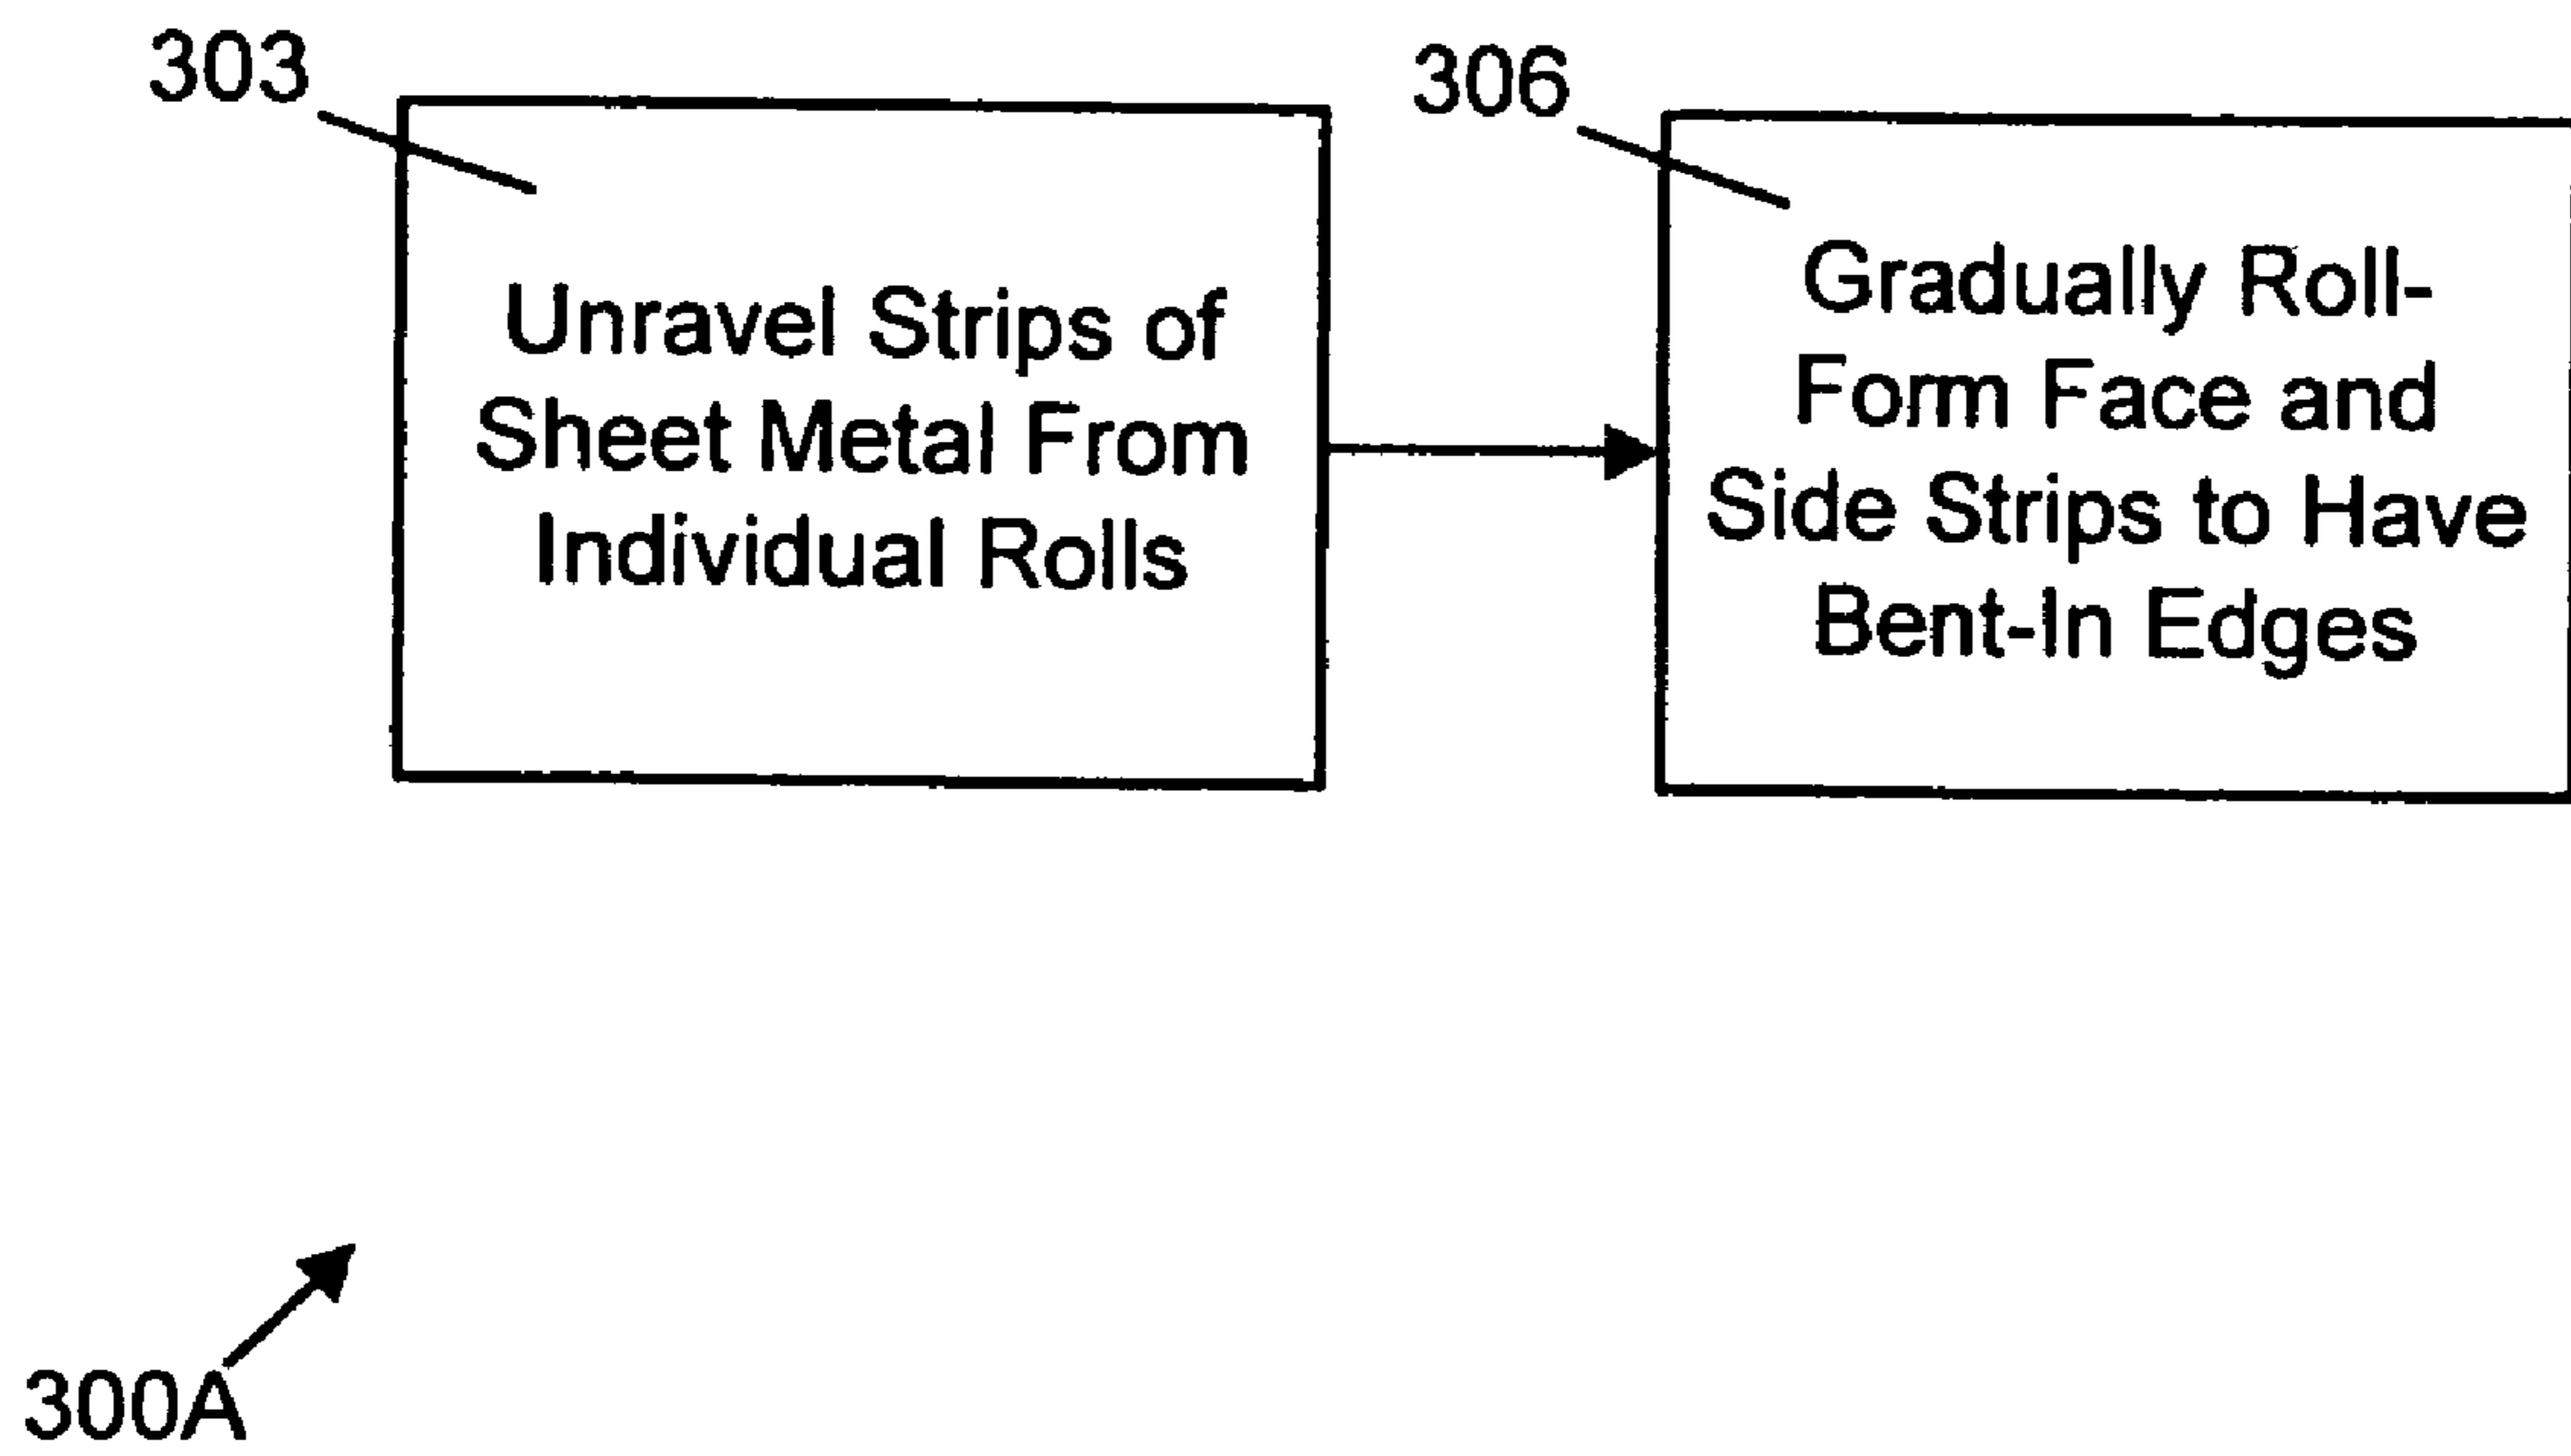 303
Unravel Strips of
Sheet Metal From
Individual Rolls
306
Gradually Roll-
Form Face and
Side Strips to Have
Bent-In Edges
300A